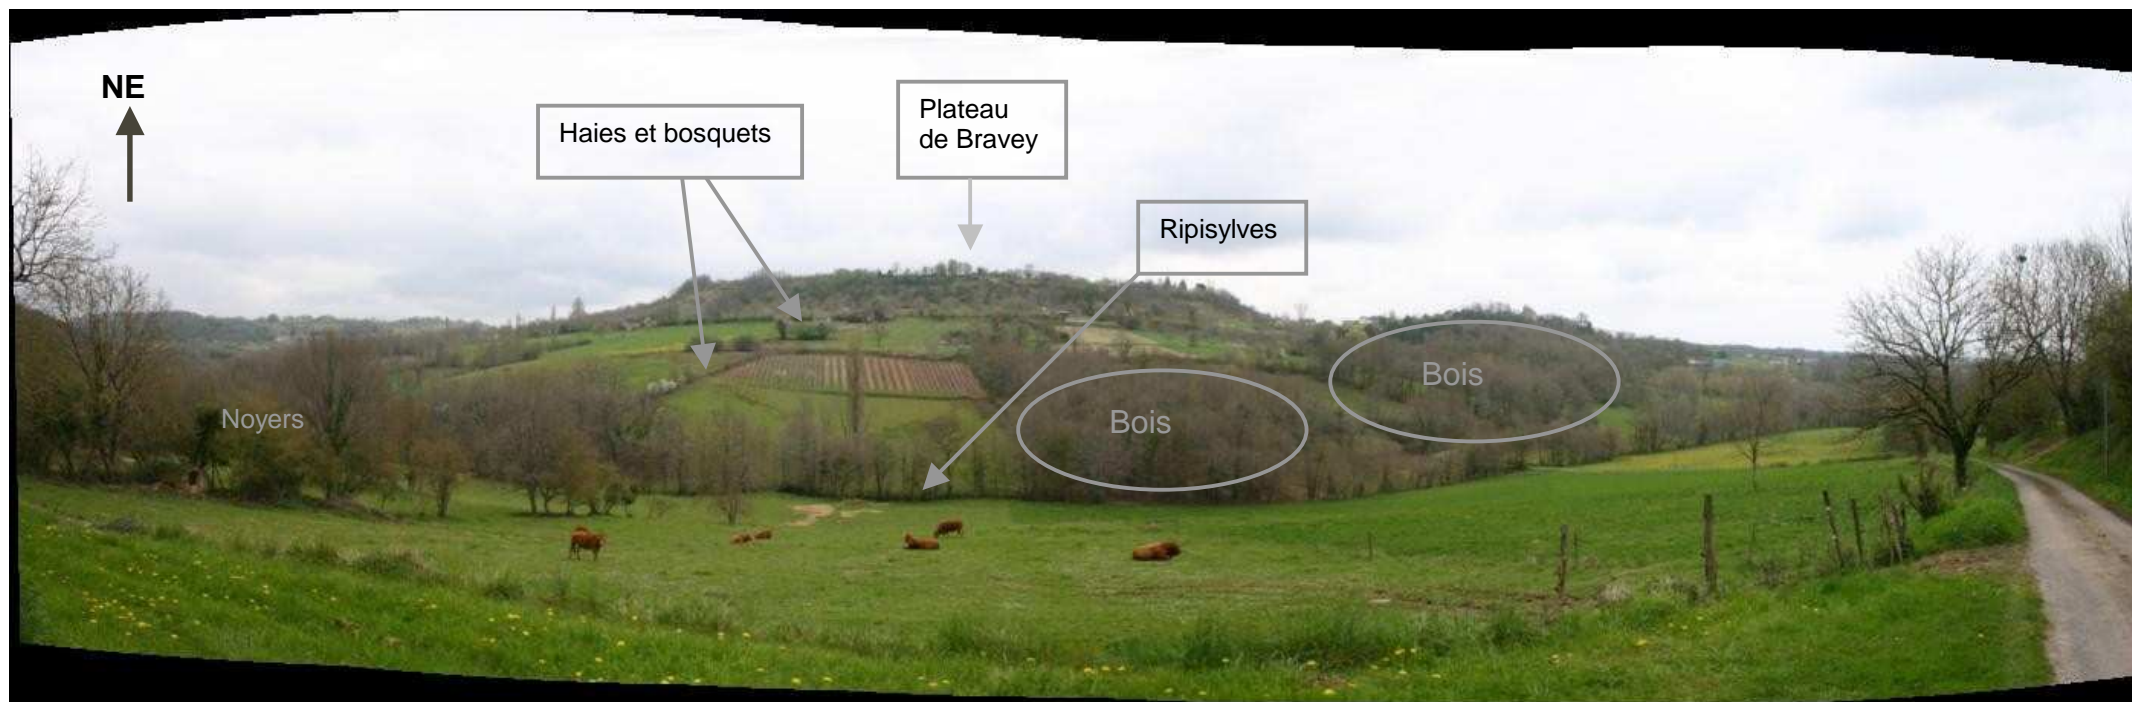 NE
Haies et bosquets
Plateau
de Bravey
Ripisylves
Bois
Bois
Noyers